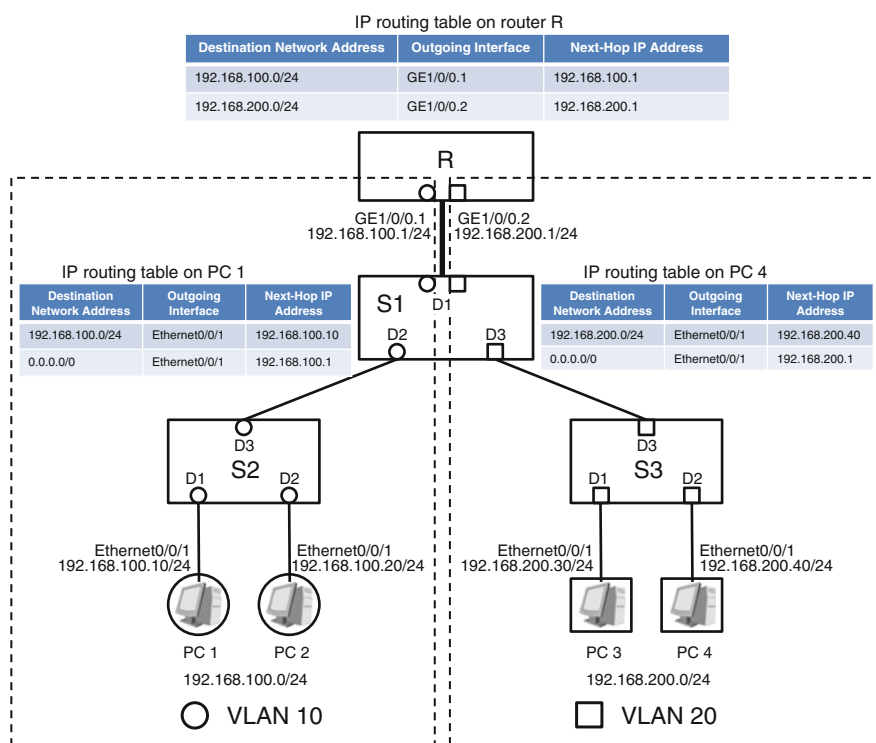 IP routing table on router R
Destination Network Address Outgoing Interface Next-Hop IP Address
192.168.100.0/24 GE1/0/0.1 192.168.100.1
192.168.200.0/24 GE1/0/0.2 192.168.200.1
R
GE1/0/0.1
192.168.100.1/24
GE1/0/0.2
192.168.200.1/24
IP routing table on PC 1
Destination Network Address Outgoing Interface Next-Hop IP Address
192.168.100.0/24 Ethernet0/0/1 192.168.100.10
0.0.0.0/0 Ethernet0/0/1 192.168.100.1
S1
D1
D2
D3
IP routing table on PC 4
Destination Network Address Outgoing Interface Next-Hop IP Address
192.168.200.0/24 Ethernet0/0/1 192.168.200.40
0.0.0.0/0 Ethernet0/0/1 192.168.200.1
D3
S2
D1
D2
D3
S3
D1
D2
Ethernet0/0/1
192.168.100.10/24
Ethernet0/0/1
192.168.100.20/24
Ethernet0/0/1
192.168.200.30/24
Ethernet0/0/1
192.168.200.40/24
PC 1
PC 2
PC 3
PC 4
192.168.100.0/24
192.168.200.0/24
VLAN 10
VLAN 20